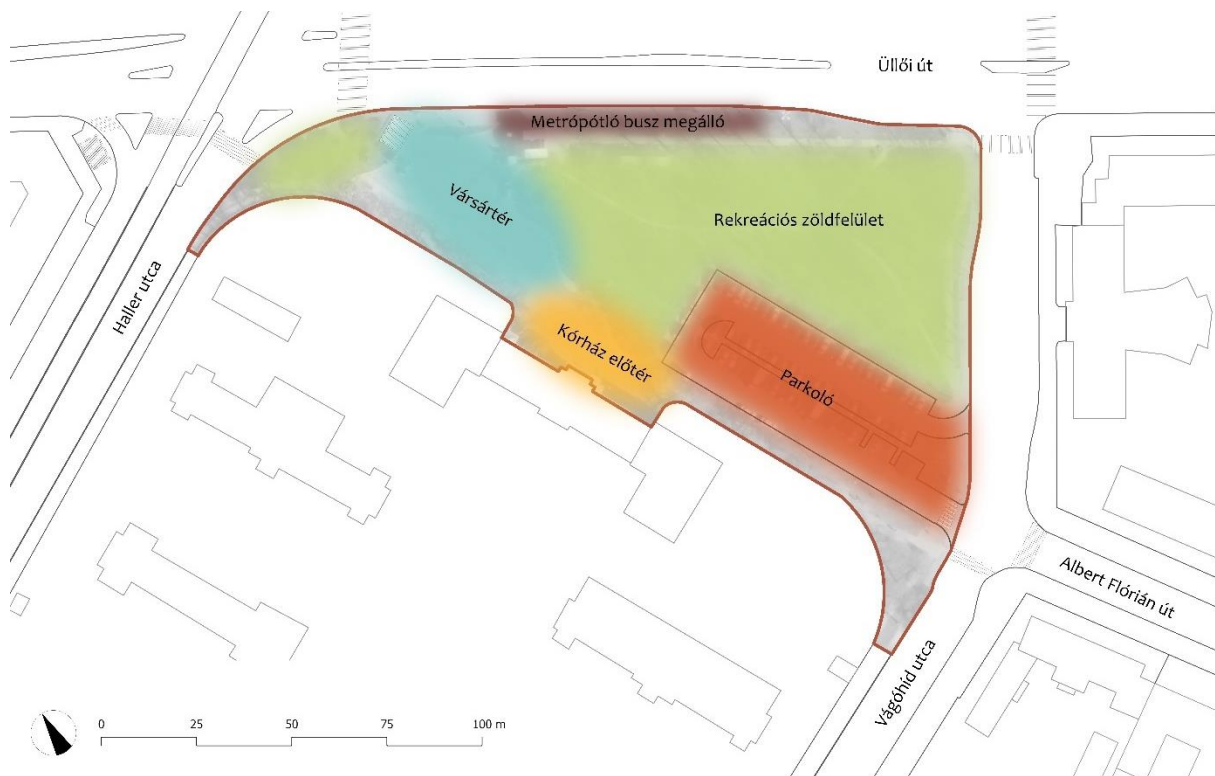 Üllői út
Metrópótló busz megálló
Vársártér
Rekreációs zöldfelület
Haller utca
Kórház előtér
Parkoló
Albert Flórián út
Vágóhíd utca
0 25 50 75 100 m